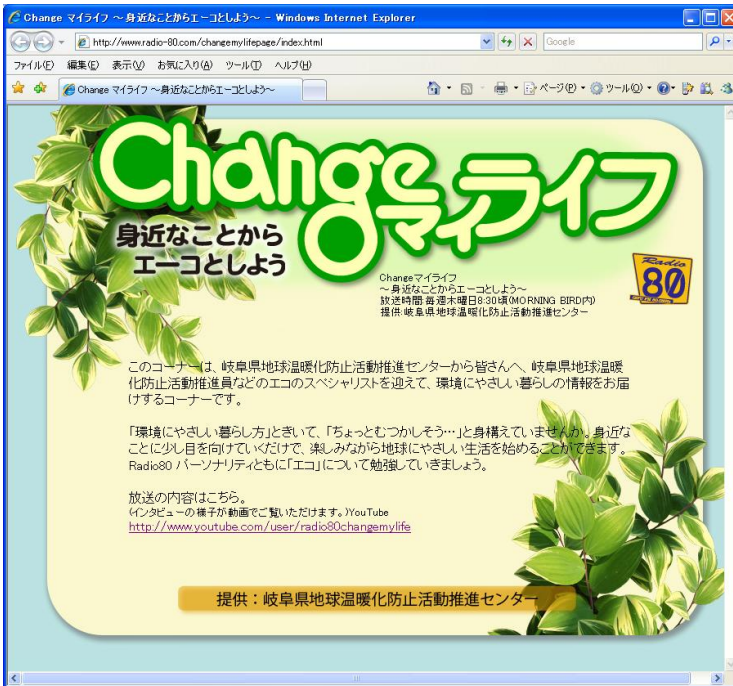 Change マイライフ ～身近なことからエーコとしよう～ - Windows Internet Explorer
http://www.radio-80.com/changemylifepage/index.html
Google
ファイル(F) 編集(E) 表示(V) お気に入り(A) ツール(T) ヘルプ(H)
Change マイライフ ～身近なことからエーコとしよう～
ページ(P) ツール(O)
Change
マイライフ
身近なことから
エーコとしよう
Changeマイライフ
～身近なことからエーコとしよう～
放送時間:毎週木曜日8:30頃(MORNING BIRD内)
提供:岐阜県地球温暖化防止活動推進センター
Radio
80
このコーナーは、岐阜県地球温暖化防止活動推進センターから皆さんへ、岐阜県地球温暖
化防止活動推進員などのエコのスペシャリストを迎えて、環境にやさしい暮らしの情報をお届
けするコーナーです。
「環境にやさしい暮らし方」ときいて、「ちょっとむつかしそう…」と身構えていませんか。身近な
ことに少し目を向けていくだけで、楽しみながら地球にやさしい生活を始めることができます。
Radio80 パーソナリティともに「エコ」について勉強していきましょう。
放送の内容はこちら。
(インタビューの様子が動画でご覧いただけます。)YouTube
http://www.youtube.com/user/radio80changemylife
提供：岐阜県地球温暖化防止活動推進センター